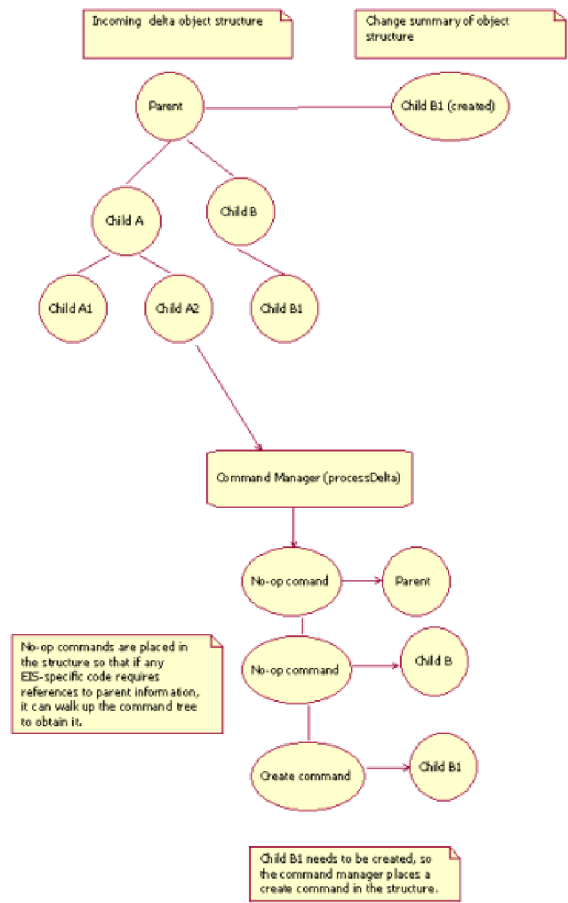 Incoming delta object structure
Change summary of object
structure
Parent
Child B1 (created)
Child A
Child B
Child A1
Child A2
Child B1
Command Manager (processDelta)
No-op comand
Parent
No-op commands are placed in
the structure so that if any
EIS-specific code requires
references to parent information,
it can walk up the command tree
to obtain it.
No-op command
Child B
Create command
Child B1
Child B1 needs to be created, so
the command manager places a
create command in the structure.